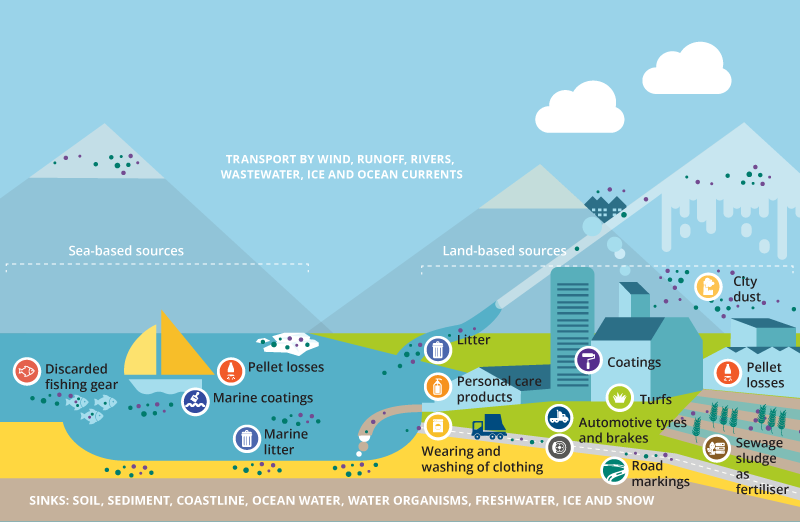 TRANSPORT BY WIND, RUNOFF, RIVERS,
WASTEWATER, ICE AND OCEAN CURRENTS
Sea-based sources
Land-based sources
City
dust
Litter
Discarded
fishing gear
Pellet losses
Marine coatings
Marine
litter
Personal care
products
Coatings
Pellet
losses
Turfs
Automotive tyres
and brakes
Wearing and
washing of clothing
Road
markings
Sewage
sludge
as
fertiliser
SINKS: SOIL, SEDIMENT, COASTLINE, OCEAN WATER, WATER ORGANISMS, FRESHWATER, ICE AND SNOW